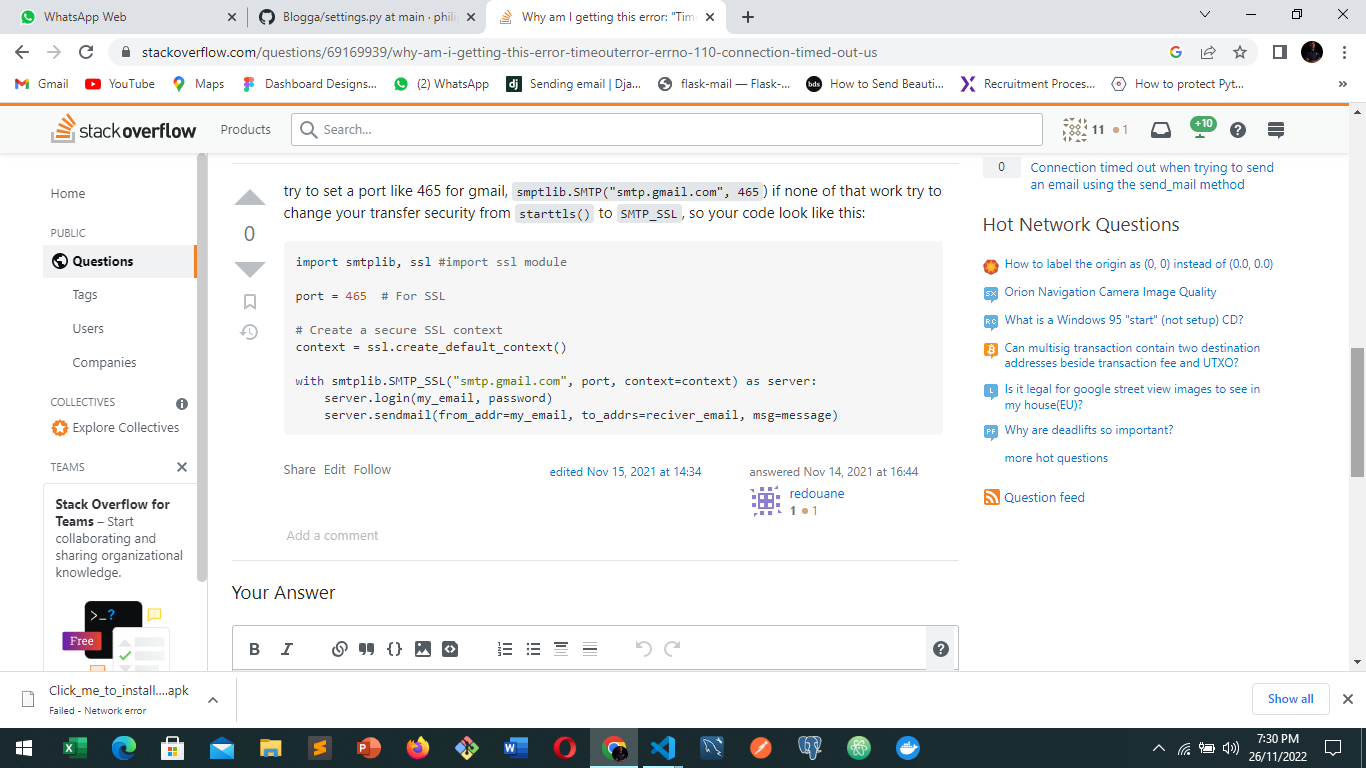 WhatsApp Web
Blogga/settings.py at main · phili
Why am I getting this error: "Tim
stackoverflow.com/questions/69169939/why-am-i-getting-this-error-timeouterror-errno-110-connection-timed-out-us
Gmail
YouTube
Maps
Dashboard Designs...
(2) WhatsApp
dj
Sending email | Dja...
flask-mail — Flask-...
bds
How to Send Beauti...
Recruitment Proces...
How to protect Pyt...
»
stackoverflow
Products
Search...
11 1
+10
Home
PUBLIC
Questions
Tags
Users
Companies
COLLECTIVES
Explore Collectives
TEAMS
Stack Overflow for
Teams – Start
collaborating and
sharing organizational
knowledge.
>_?
Free
try to set a port like 465 for gmail, smptlib.SMTP("smtp.gmail.com", 465) if none of that work try to
change your transfer security from starttls() to SMTP_SSL, so your code look like this:
0
import smtplib, ssl #import ssl module
port = 465  # For SSL
# Create a secure SSL context
context = ssl.create_default_context()
with smtplib.SMTP_SSL("smtp.gmail.com", port, context=context) as server:
    server.login(my_email, password)
    server.sendmail(from_addr=my_email, to_addrs=reciver_email, msg=message)
Share Edit Follow
edited Nov 15, 2021 at 14:34
answered Nov 14, 2021 at 16:44
redouane
1 1
Add a comment
Your Answer
B I
0
Connection timed out when trying to send
an email using the send_mail method
Hot Network Questions
How to label the origin as (0, 0) instead of (0.0, 0.0)
SX
Orion Navigation Camera Image Quality
RC
What is a Windows 95 "start" (not setup) CD?
Can multisig transaction contain two destination
addresses beside transaction fee and UTXO?
L
Is it legal for google street view images to see in
my house(EU)?
PF
Why are deadlifts so important?
more hot questions
Question feed
Click_me_to_install....apk
Failed - Network error
Show all
7:30 PM
26/11/2022